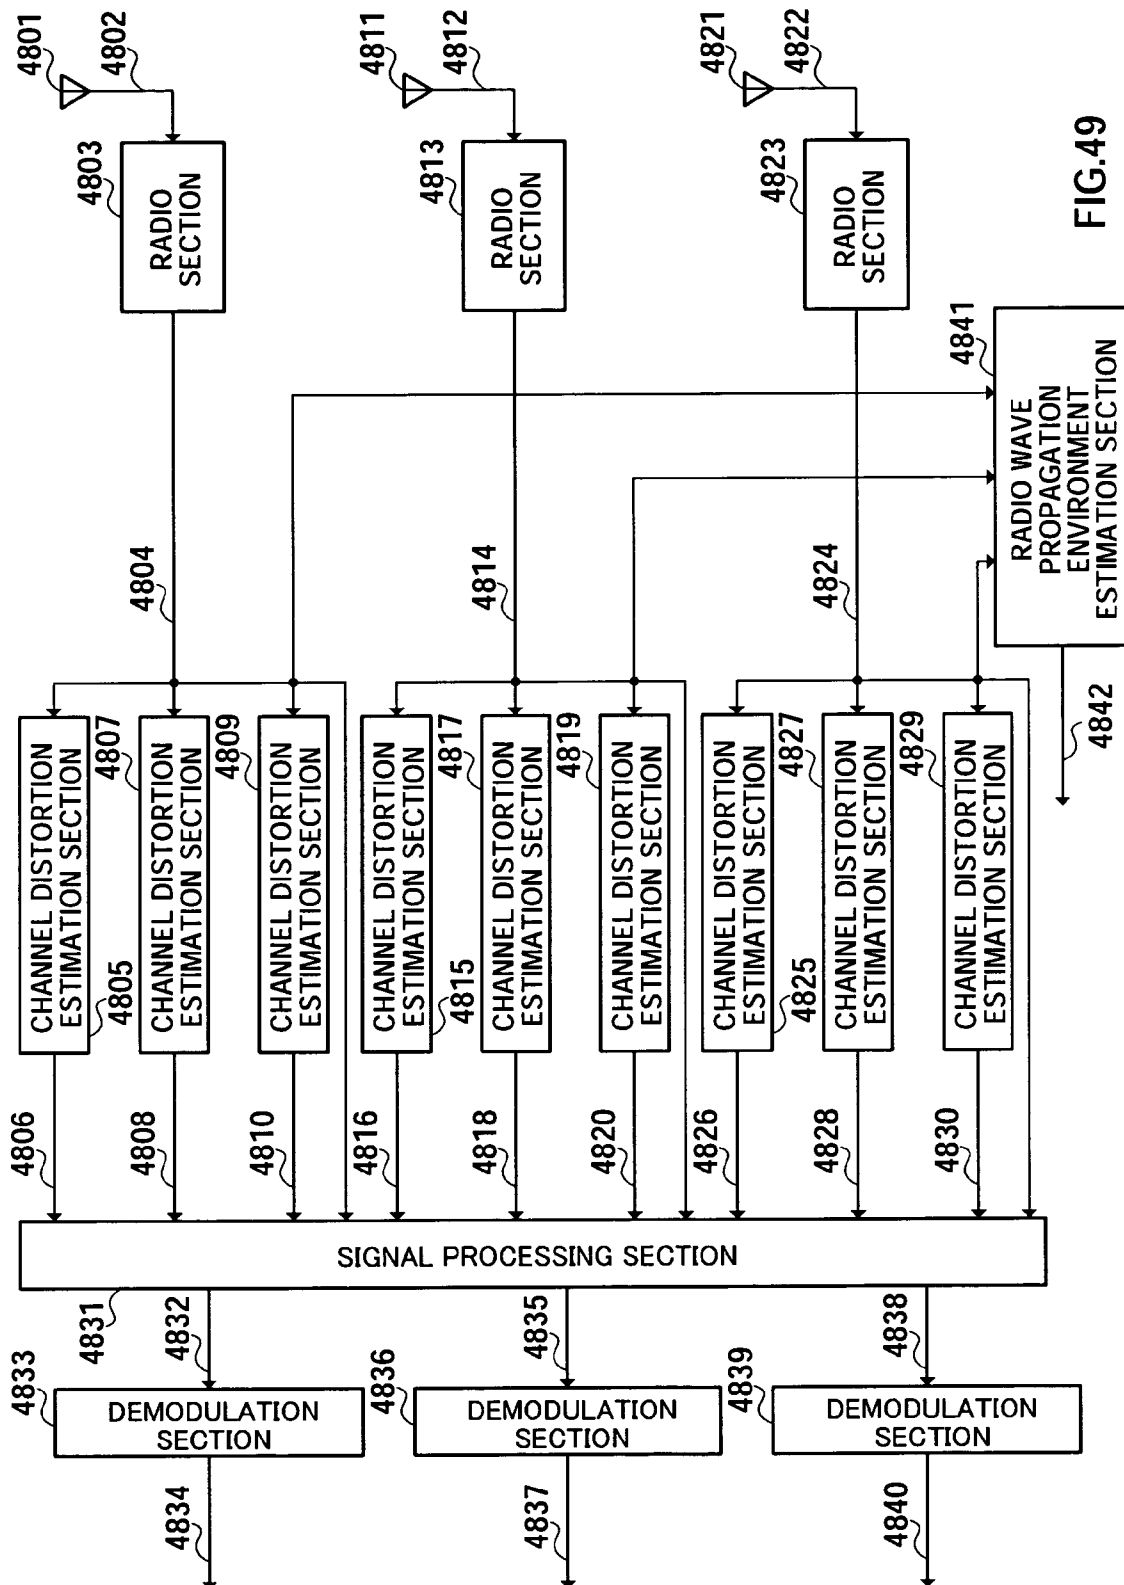 4801
4802
4803
RADIO
SECTION
4804
CHANNEL DISTORTION
ESTIMATION SECTION
4805
4806
CHANNEL DISTORTION
ESTIMATION SECTION
4807
4808
CHANNEL DISTORTION
ESTIMATION SECTION
4809
4810
4811
4812
4813
RADIO
SECTION
4814
CHANNEL DISTORTION
ESTIMATION SECTION
4815
4816
CHANNEL DISTORTION
ESTIMATION SECTION
4817
4818
CHANNEL DISTORTION
ESTIMATION SECTION
4819
4820
4821
4822
4823
RADIO
SECTION
4824
CHANNEL DISTORTION
ESTIMATION SECTION
4825
4826
CHANNEL DISTORTION
ESTIMATION SECTION
4827
4828
CHANNEL DISTORTION
ESTIMATION SECTION
4829
4830
SIGNAL PROCESSING SECTION
4831
4832
4833
DEMODULATION
SECTION
4834
4835
4836
DEMODULATION
SECTION
4837
4838
4839
DEMODULATION
SECTION
4840
4841
RADIO WAVE
PROPAGATION
ENVIRONMENT
ESTIMATION SECTION
4842
FIG.49